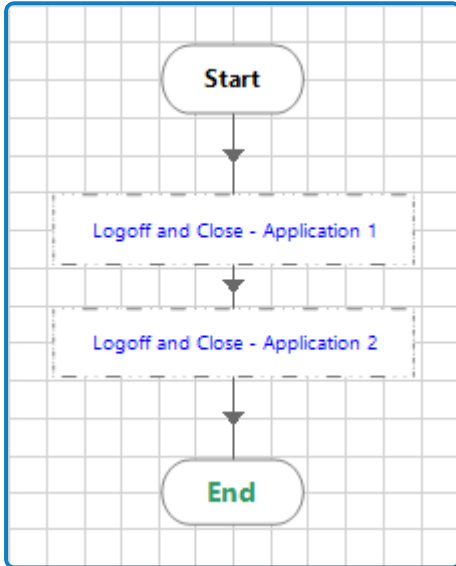 Start
Logoff and Close - Application 1
Logoff and Close - Application 2
End